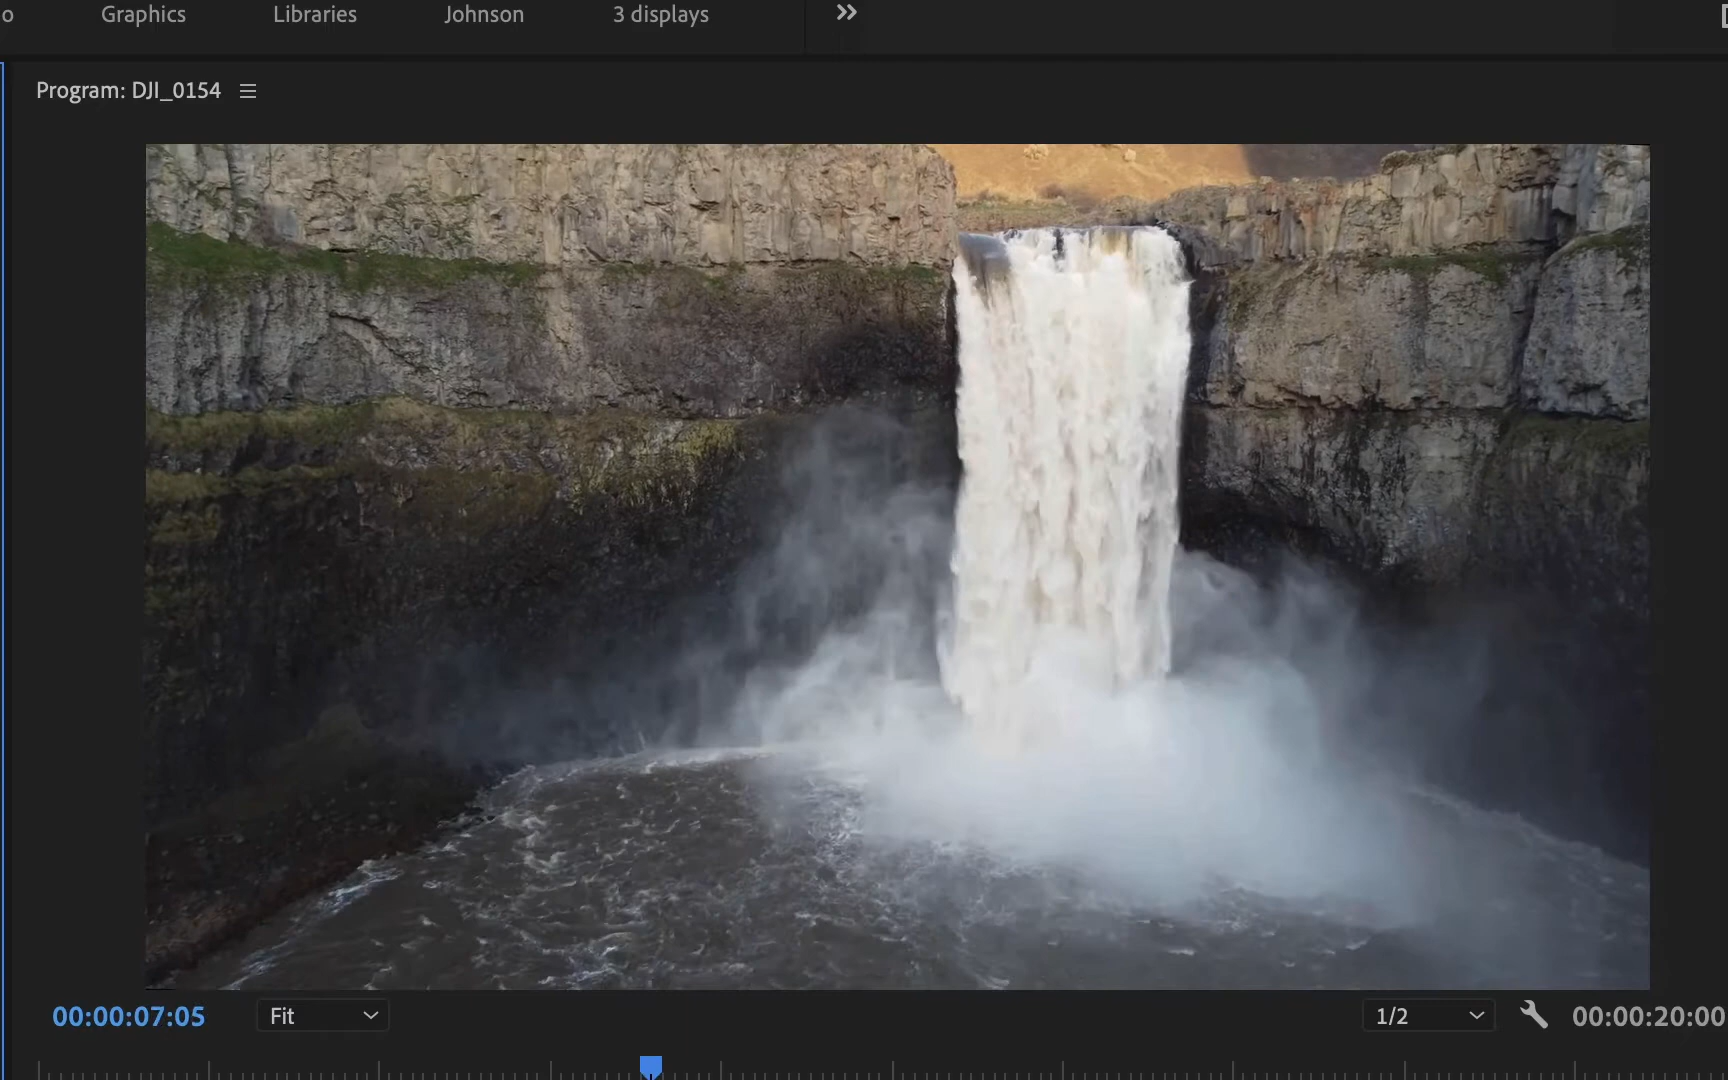 o Graphics Libraries Johnson 3 displays
Program: DJI_0154
00:00:07:05 Fit 1/2 00:00:20:00